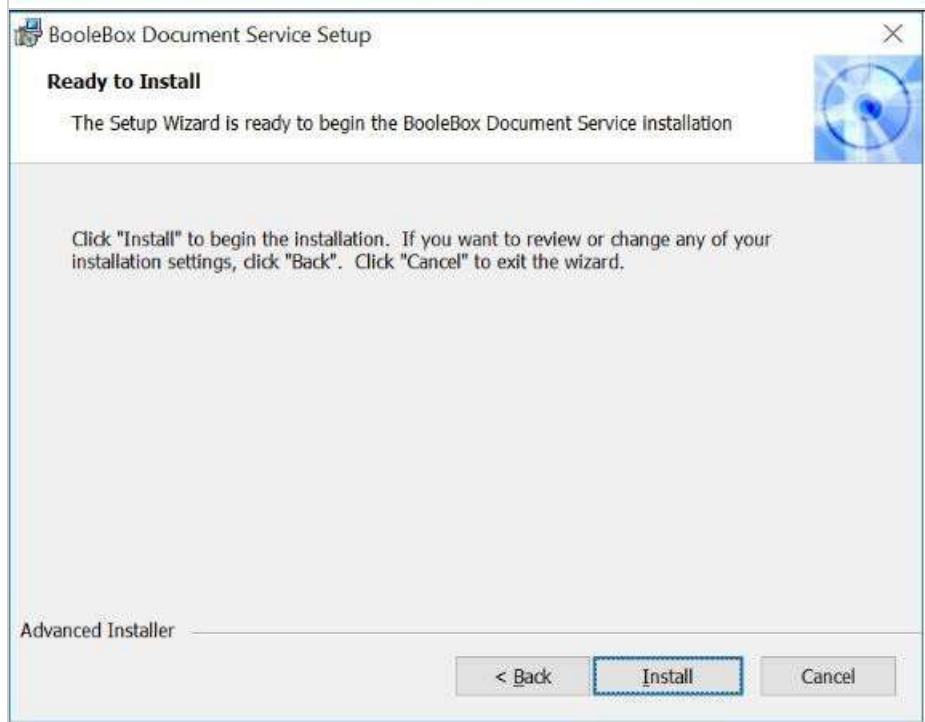 BooleBox Document Service Setup
Ready to Install
The Setup Wizard is ready to begin the BooleBox Document Service installation
Click "Install" to begin the installation. If you want to review or change any of your
installation settings, click "Back". Click "Cancel" to exit the wizard.
Advanced Installer
< Back
Install
Cancel